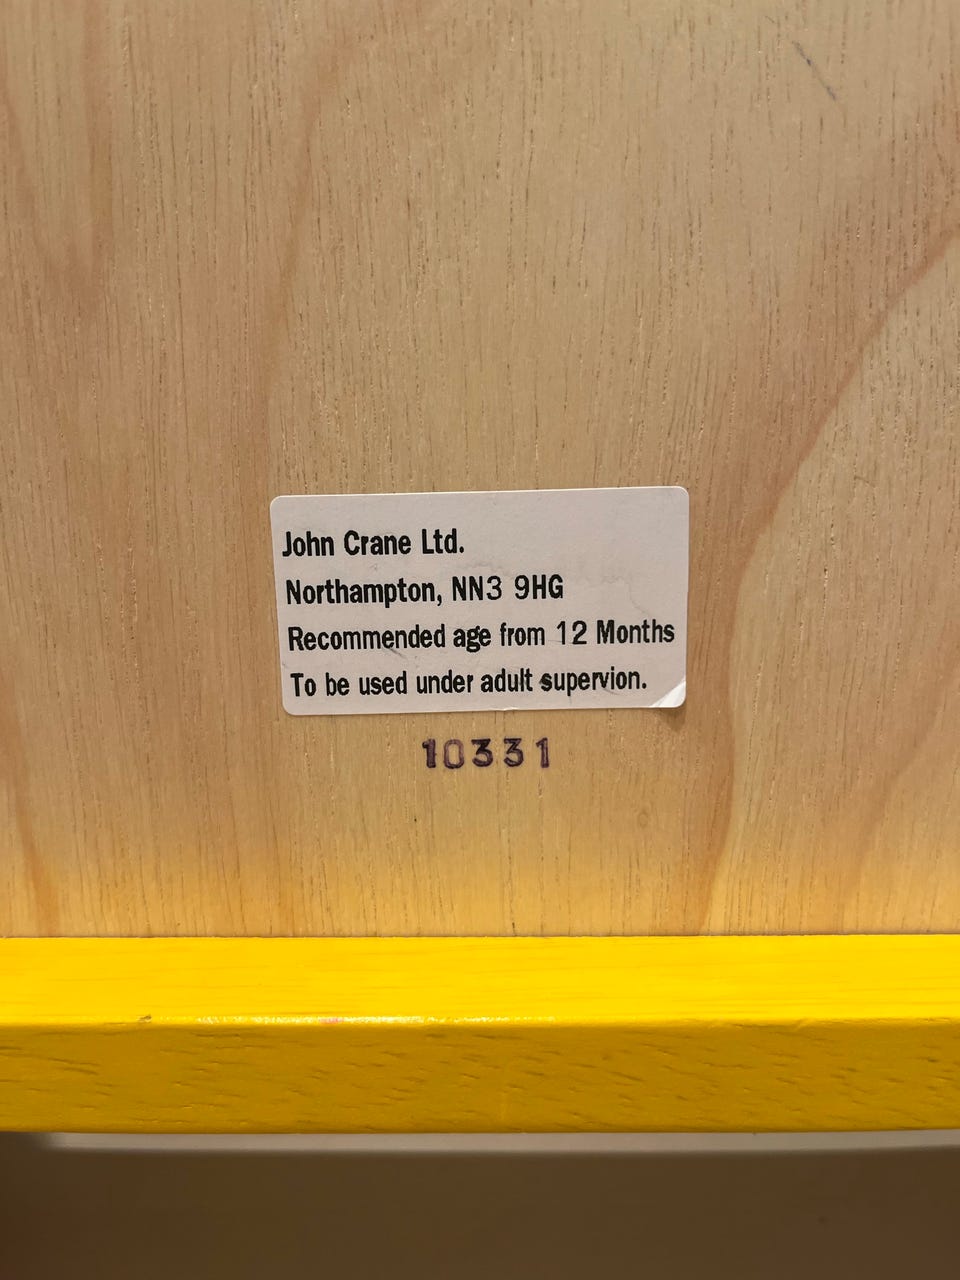 John Crane Ltd.
Northampton, NN3 9HG
Recommended age from 12 Months
To be used under adult supervion.
10331